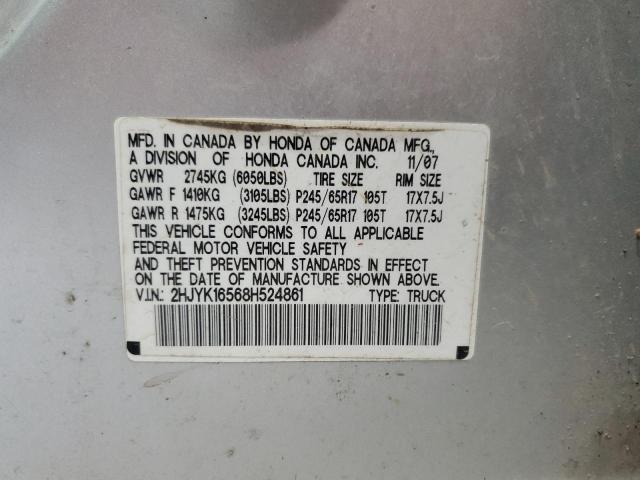 MFD. IN CANADA BY HONDA OF CANADA MFG.,
A DIVISION OF HONDA CANADA INC. 11/07
GVWR 2745KG (6050LBS) TIRE SIZE RIM SIZE
GAWR F 1410KG (3105LBS) P245/65R17 105T 17X7.5J
GAWR R 1475KG (3245LBS) P245/65R17 105T 17X7.5J
THIS VEHICLE CONFORMS TO ALL APPLICABLE
FEDERAL MOTOR VEHICLE SAFETY
AND THEFT PREVENTION STANDARDS IN EFFECT
ON THE DATE OF MANUFACTURE SHOWN ABOVE.
V.I.N.: 2HJYK16568H524861 TYPE: TRUCK